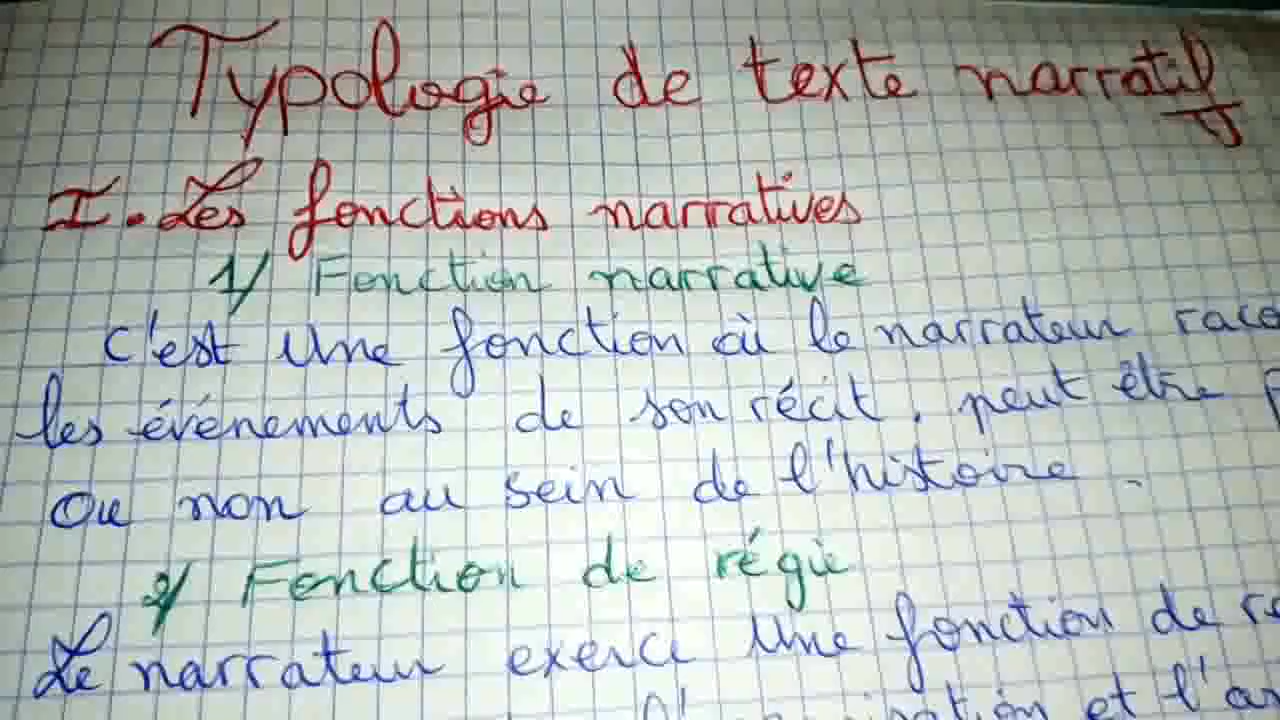 Typologie de texte narratif
I. Les fonctions narratives
1/ Fonction narrative
c'est une fonction où le narrateur
les événements de son récit, peut être
ou non au sein de l'histoire.
2/ Fonction de régie
Le narrateur exerce une fonction de
et